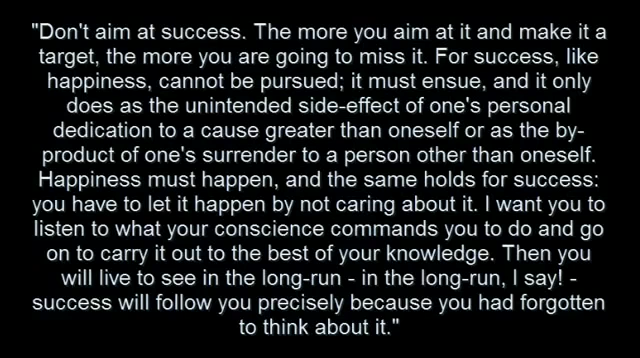 "Don't aim at success. The more you aim at it and make it a
target, the more you are going to miss it. For success, like
happiness, cannot be pursued; it must ensue, and it only
does as the unintended side-effect of one's personal
dedication to a cause greater than oneself or as the by-
product of one's surrender to a person other than oneself.
Happiness must happen, and the same holds for success:
you have to let it happen by not caring about it. I want you to
listen to what your conscience commands you to do and go
on to carry it out to the best of your knowledge. Then you
will live to see in the long-run - in the long-run, I say! -
success will follow you precisely because you had forgotten
to think about it."